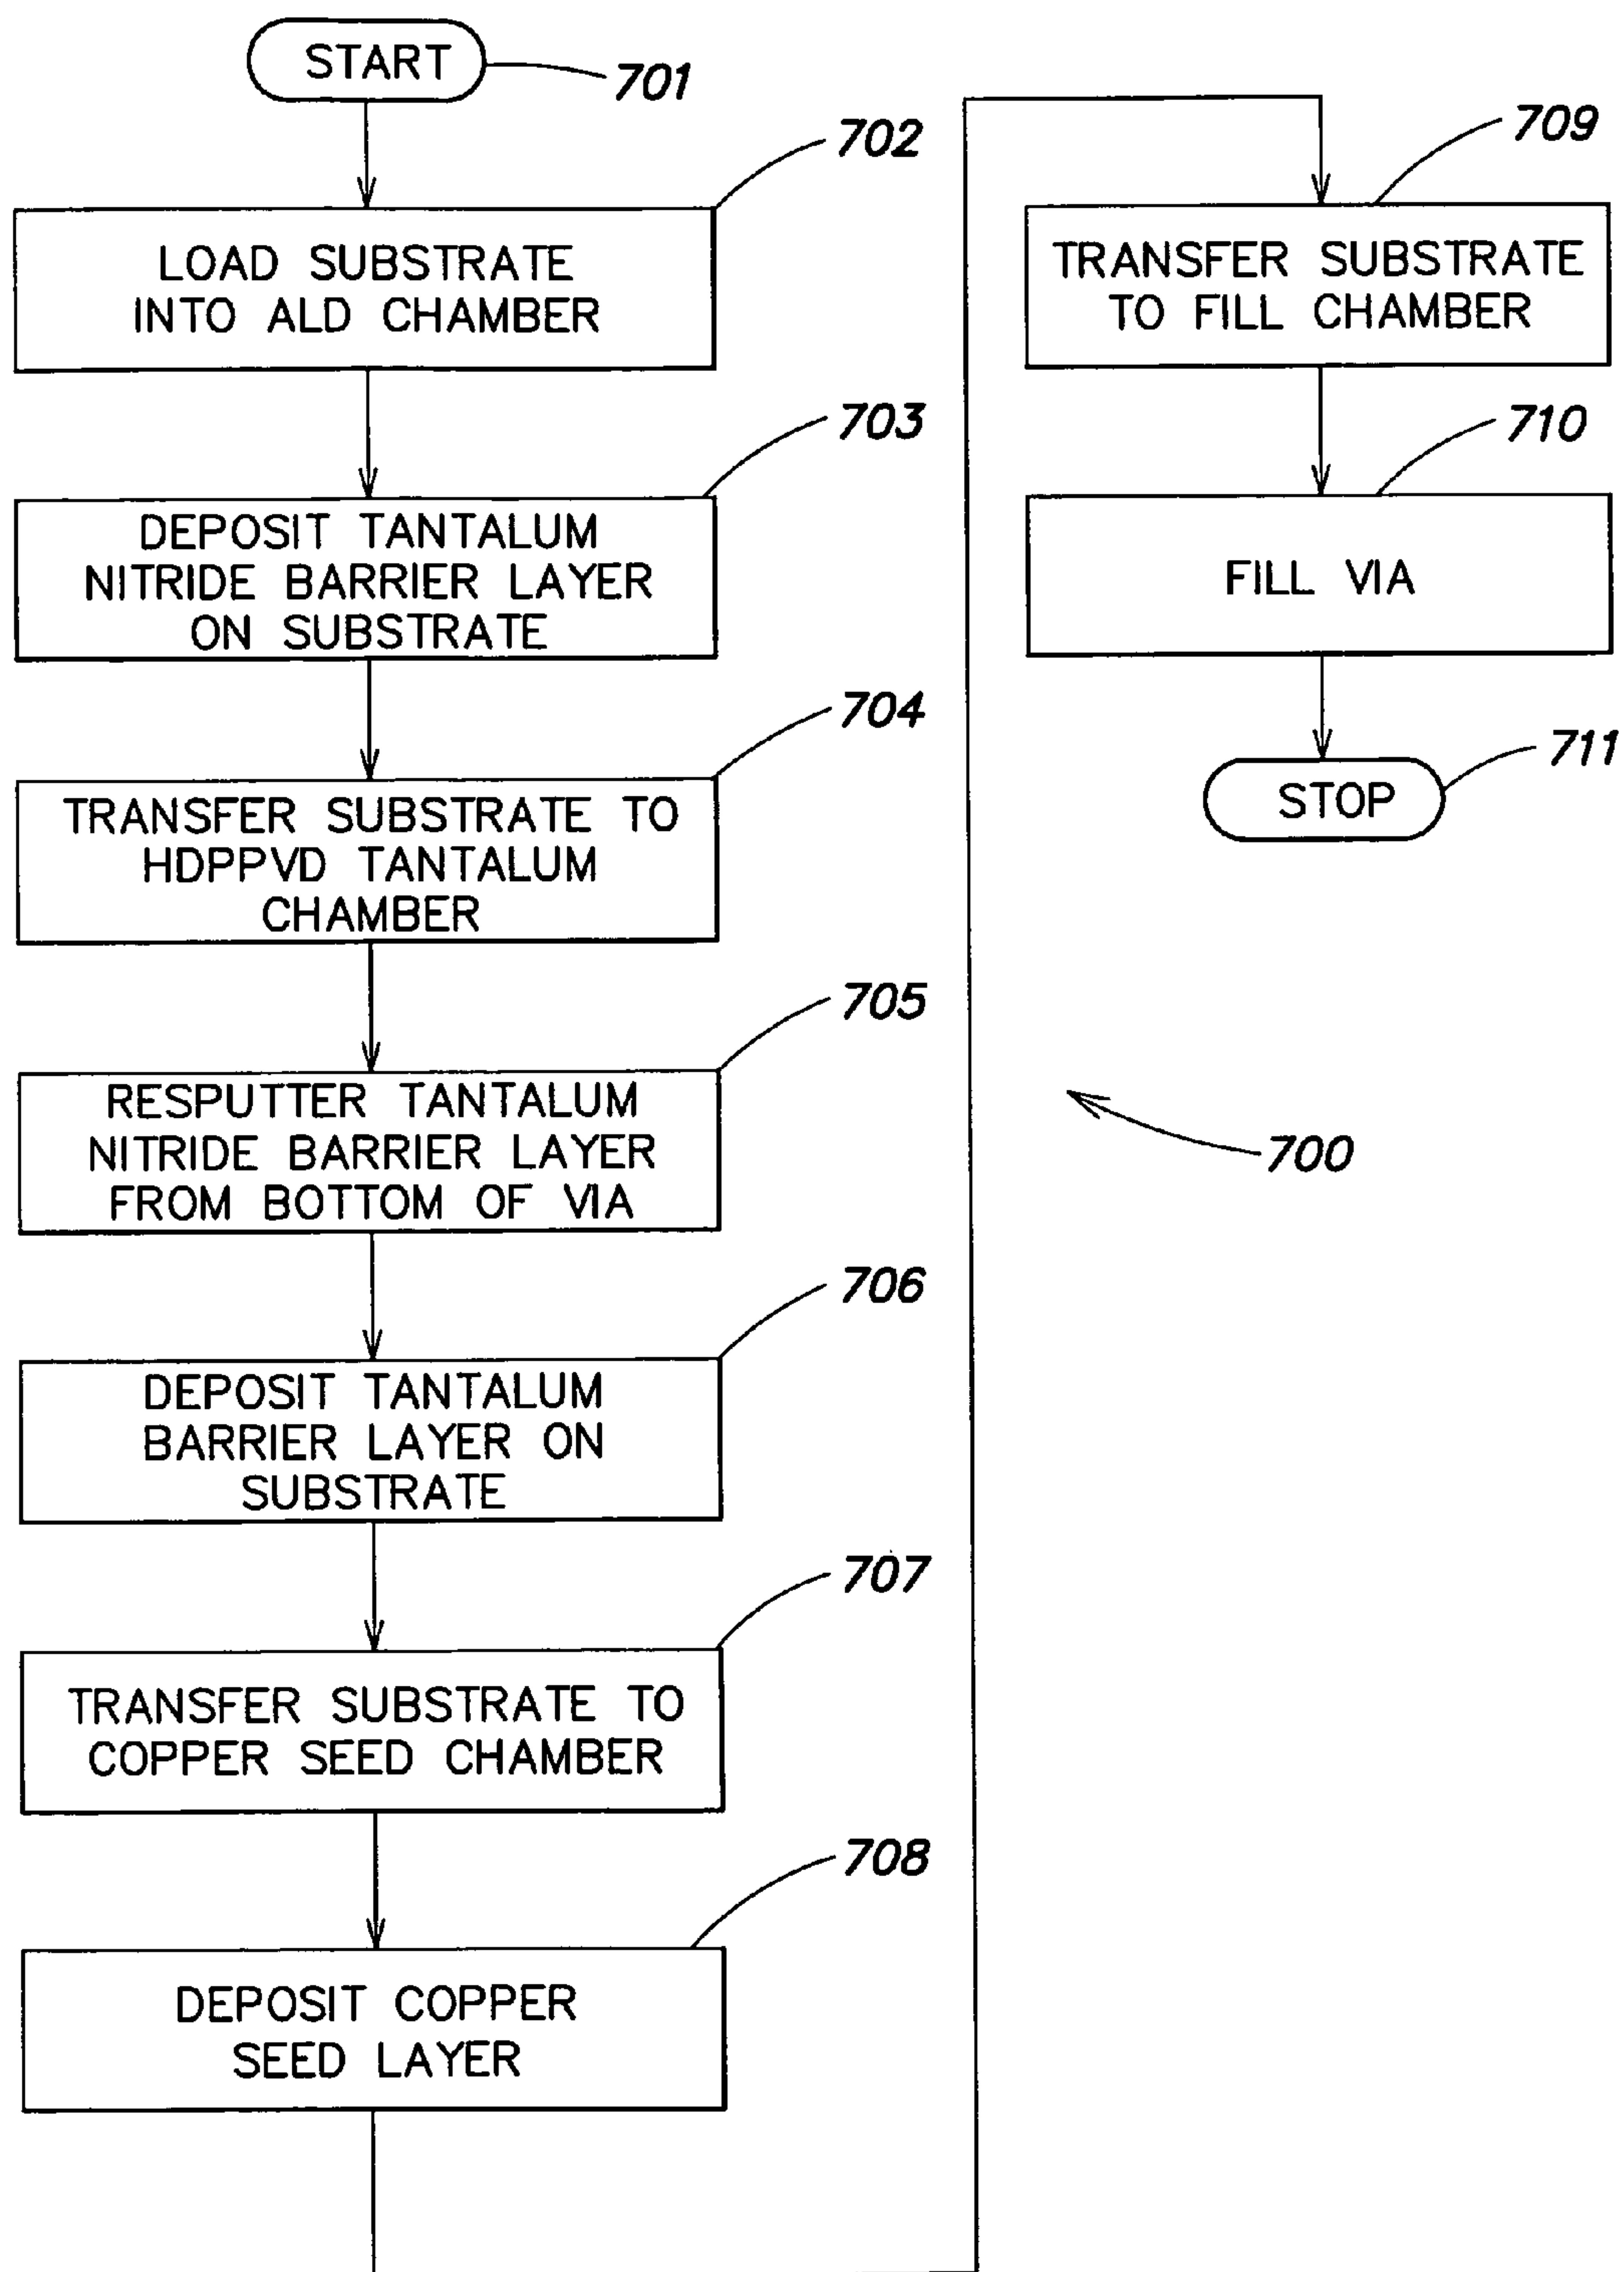 START
701
702
LOAD SUBSTRATE
INTO ALD CHAMBER
703
DEPOSIT TANTALUM
NITRIDE BARRIER LAYER
ON SUBSTRATE
704
TRANSFER SUBSTRATE TO
HDPPVD TANTALUM
CHAMBER
705
RESPUTTER TANTALUM
NITRIDE BARRIER LAYER
FROM BOTTOM OF VIA
706
DEPOSIT TANTALUM
BARRIER LAYER ON
SUBSTRATE
707
TRANSFER SUBSTRATE TO
COPPER SEED CHAMBER
708
DEPOSIT COPPER
SEED LAYER
709
TRANSFER SUBSTRATE
TO FILL CHAMBER
710
FILL VIA
711
STOP
700